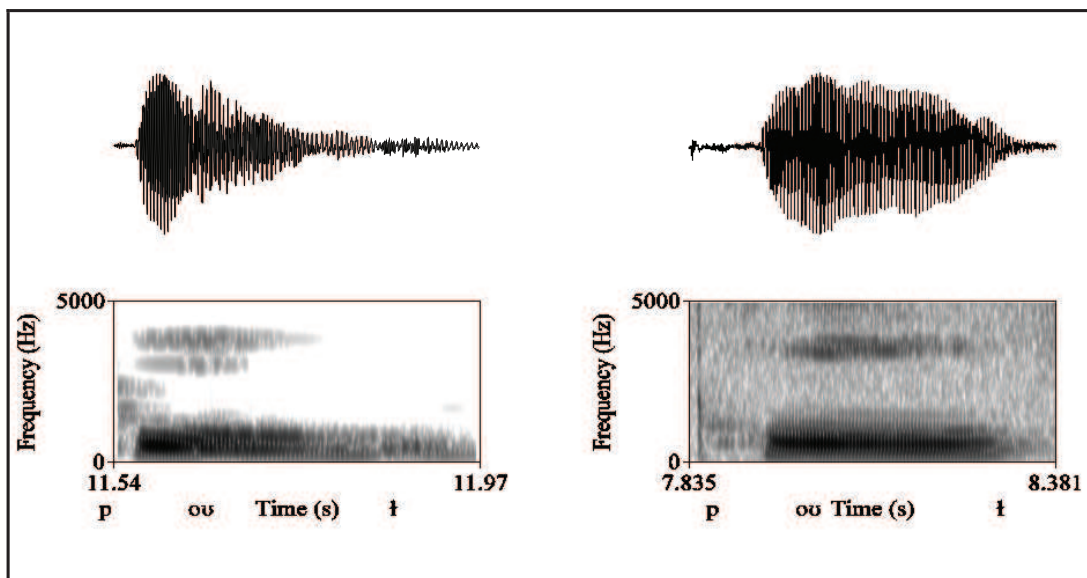 5000
Frequency (Hz)
0
11.54
11.97
p oʊ Time (s) ɫ
5000
Frequency (Hz)
0
7.835
8.381
p oʊ Time (s) ɫ